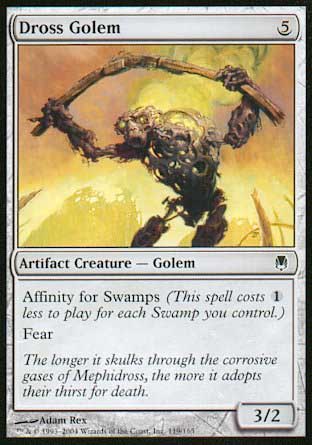 Dross Golem 5
Artifact Creature — Golem
Affinity for Swamps (This spell costs 1
less to play for each Swamp you control.)
Fear
The longer it skulks through the corrosive
gases of Mephidross, the more it adopts
their thirst for death.
Adam Rex
™ & © 1993–2004 Wizards of the Coast, Inc. 119/165
3/2